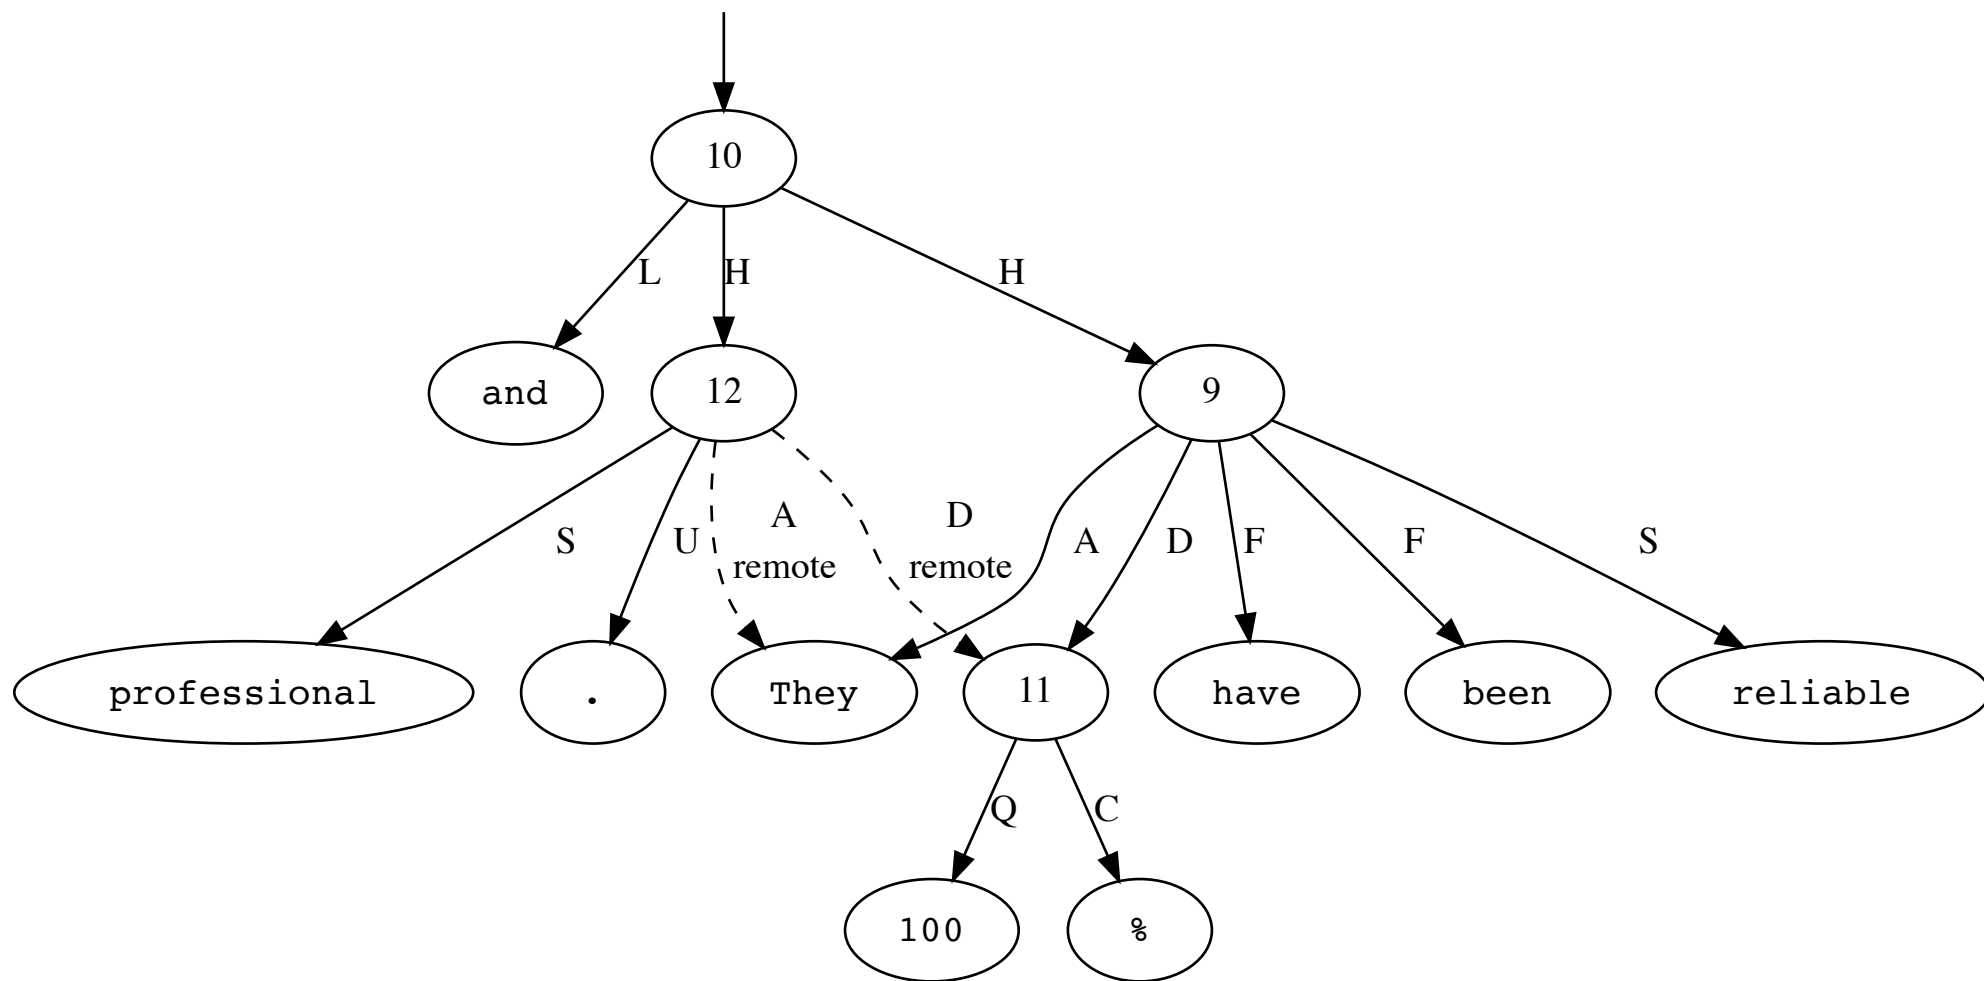 10
L H H
and 12 9
A D
S U A D F F S
remote remote
professional . They 11 have been reliable
Q C
100 %